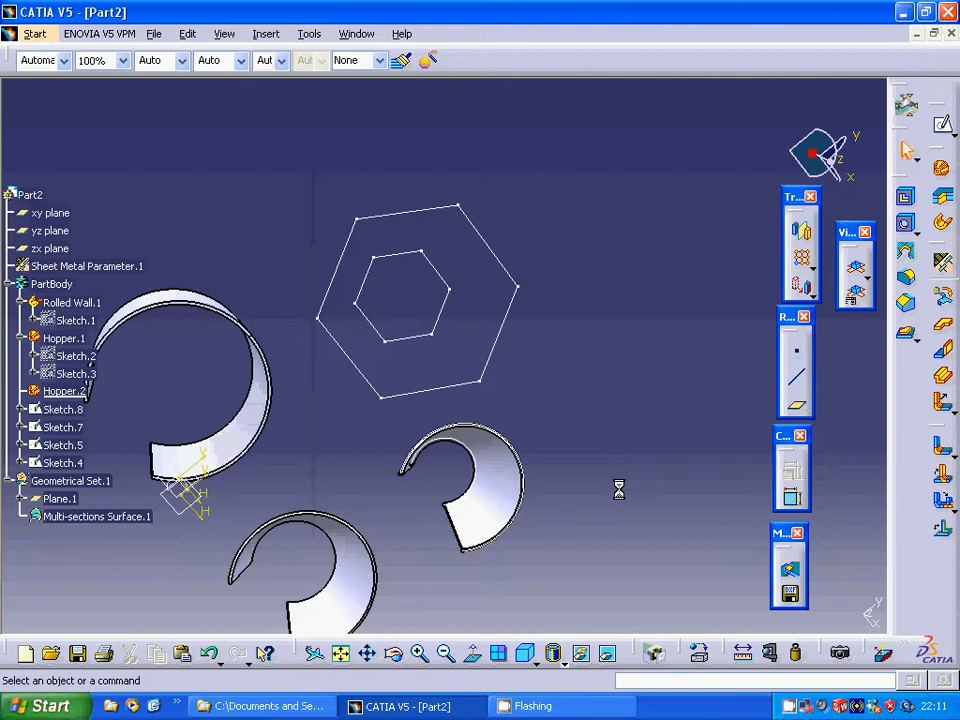 CATIA V5 - [Part2]
Start ENOVIA V5 VPM File Edit View Insert Tools Window Help
Automa 100% Auto Auto Aut Aut None
y
z
x
Tr...
Vi...
Part2
xy plane
yz plane
zx plane
Sheet Metal Parameter.1
PartBody
Rolled Wall.1
Sketch.1
Hopper.1
Sketch.2
Sketch.3
Hopper.2
Sketch.8
Sketch.7
Sketch.5
Sketch.4
Geometrical Set.1
Plane.1
Multi-sections Surface.1
R...
C...
M...
V
V
H
H
DXF
y
z
x
CATIA
Select an object or a command
Start C:\Documents and Se... CATIA V5 - [Part2] Flashing 22:11